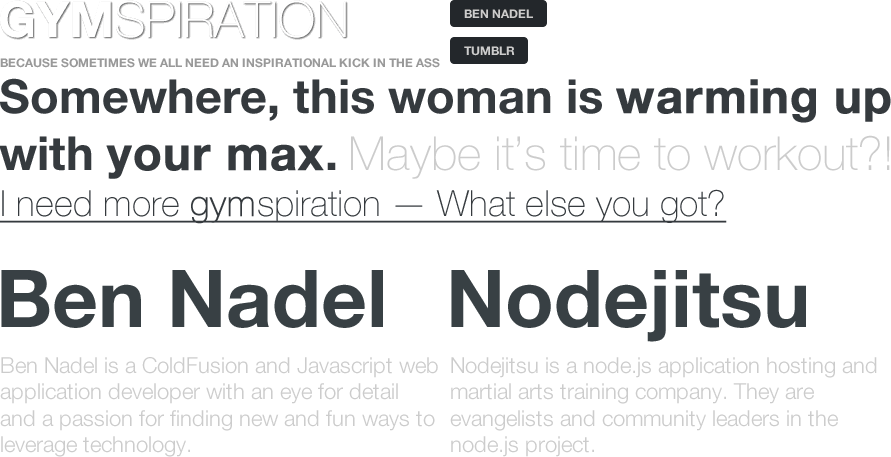 GYMSPIRATION
BEN NADEL
BECAUSE SOMETIMES WE ALL NEED AN INSPIRATIONAL KICK IN THE ASS
TUMBLR
Somewhere, this woman is warming up
with your max. Maybe it's time to workout?!
I need more gymspiration — What else you got?
Ben Nadel
Ben Nadel is a ColdFusion and Javascript web
application developer with an eye for detail
and a passion for finding new and fun ways to
leverage technology.
Nodejitsu
Nodejitsu is a node.js application hosting and
martial arts training company. They are
evangelists and community leaders in the
node.js project.